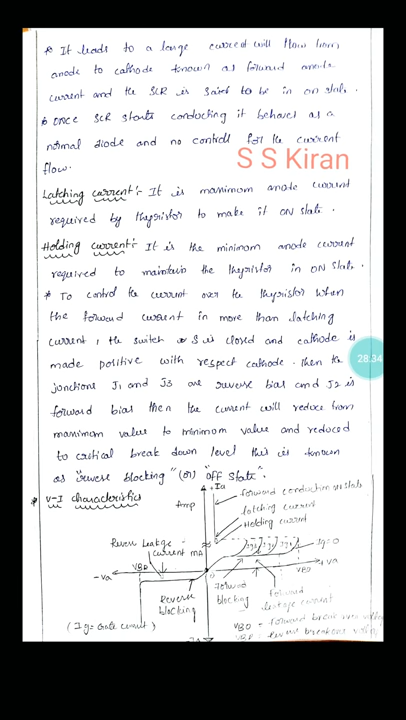 * It leads to a large current will flow from
anode to cathode known as forward anode
current and the SCR is said to be in on state.
* once SCR starts conducting it behaves as a
normal diode and no controll for the current
flow.
S S Kiran
Latching current :- It is maximum anode current
required by thyristor to make it ON state.
Holding current :- It is the minimum anode current
required to maintain the thyristor in ON state.
* To control the current over the thyristor when
the forward current in more than latching
current, the switch S is closed and cathode is
made positive with respect cathode. then the
28:34
junctions J1 and J3 are reverse bias and J2 is
forward bias then the current will reduce from
maximum value to minimum value and reduced
to critical break down level this is known
as "reverse blocking" (or) "off state".
* V-I characteristics
+Ia
Amp
forward conduction on state
latching current
Holding current
Reverse Leakge
current mA
VBR
-Va
Ig=0
+Va
VBO
Reverse
blocking
forward
blocking
forward
leakage current
(Ig = Gate current)
VBO - forward break over
VBR -